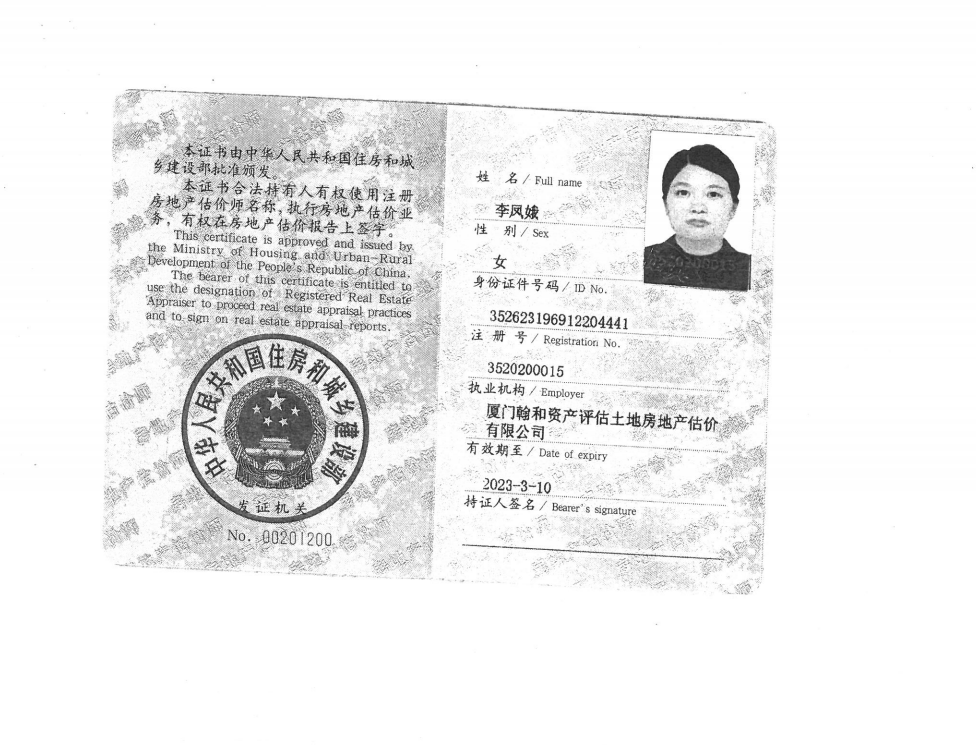 本证书由中华人民共和国住房和城
乡建设部批准颁发。
本证书合法持有人有权使用注册
房地产估价师名称，执行房地产估价业
务，有权在房地产估价报告上签字。
This certificate is approved and issued by
the Ministry of Housing and Urban-Rural
Development of the People's Republic of China.
The bearer of this certificate is entitled to
use the designation of Registered Real Estate
Appraiser to proceed real estate appraisal practices
and to sign on real estate appraisal reports.
中华人民共和国住房和城乡建设部
发证机关
No. 00201200
姓 名 / Full name
李凤娥
性 别 / Sex
女
身份证件号码 / ID No.
352623196912204441
注 册 号 / Registration No.
3520200015
执业机构 / Employer
厦门翰和资产评估土地房地产估价
有限公司
有效期至 / Date of expiry
2023-3-10
持证人签名 / Bearer's signature